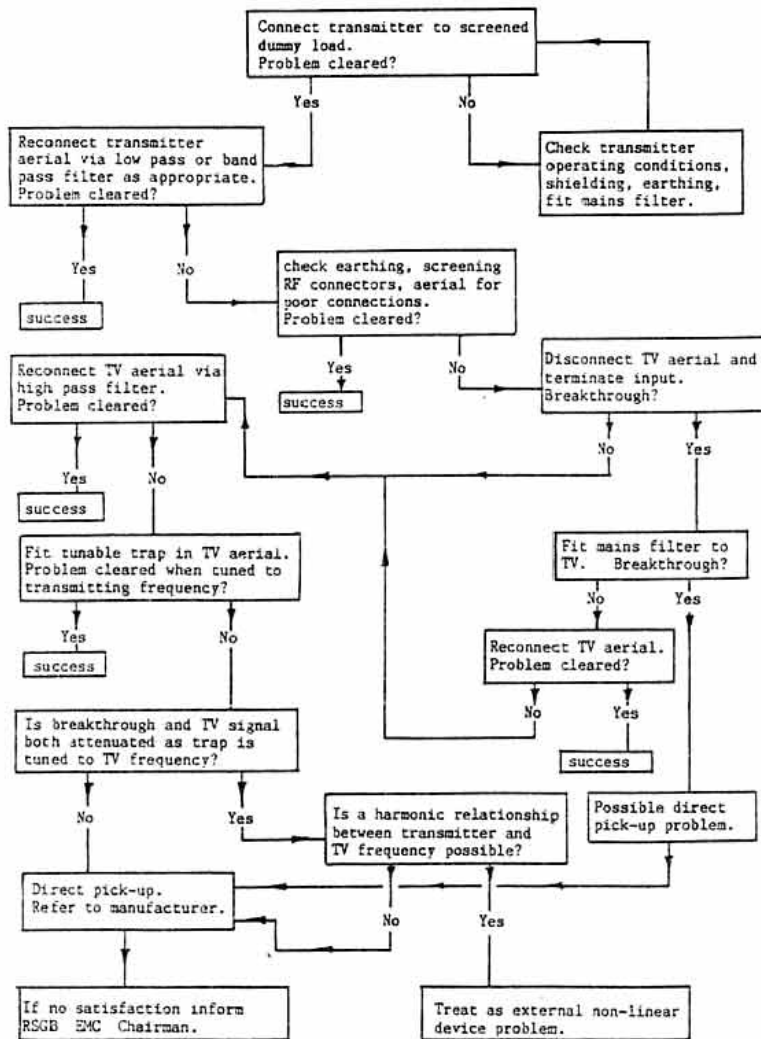 Connect transmitter to screened
dummy load.
Problem cleared?
Yes
No
Reconnect transmitter
aerial via low pass or band
pass filter as appropriate.
Problem cleared?
Check transmitter
operating conditions,
shielding, earthing,
fit mains filter.
Yes
No
success
check earthing, screening
RF connectors, aerial for
poor connections.
Problem cleared?
Yes
No
success
Reconnect TV aerial via
high pass filter.
Problem cleared?
Disconnect TV aerial and
terminate input.
Breakthrough?
Yes
No
No
Yes
success
Fit tunable trap in TV aerial.
Problem cleared when tuned to
transmitting frequency?
Fit mains filter to
TV. Breakthrough?
Yes
No
No
Yes
success
Reconnect TV aerial.
Problem cleared?
No
Yes
success
Is breakthrough and TV signal
both attenuated as trap is
tuned to TV frequency?
No
Yes
Is a harmonic relationship
between transmitter and
TV frequency possible?
Possible direct
pick-up problem.
Direct pick-up.
Refer to manufacturer.
No
Yes
If no satisfaction inform
RSGB EMC Chairman.
Treat as external non-linear
device problem.